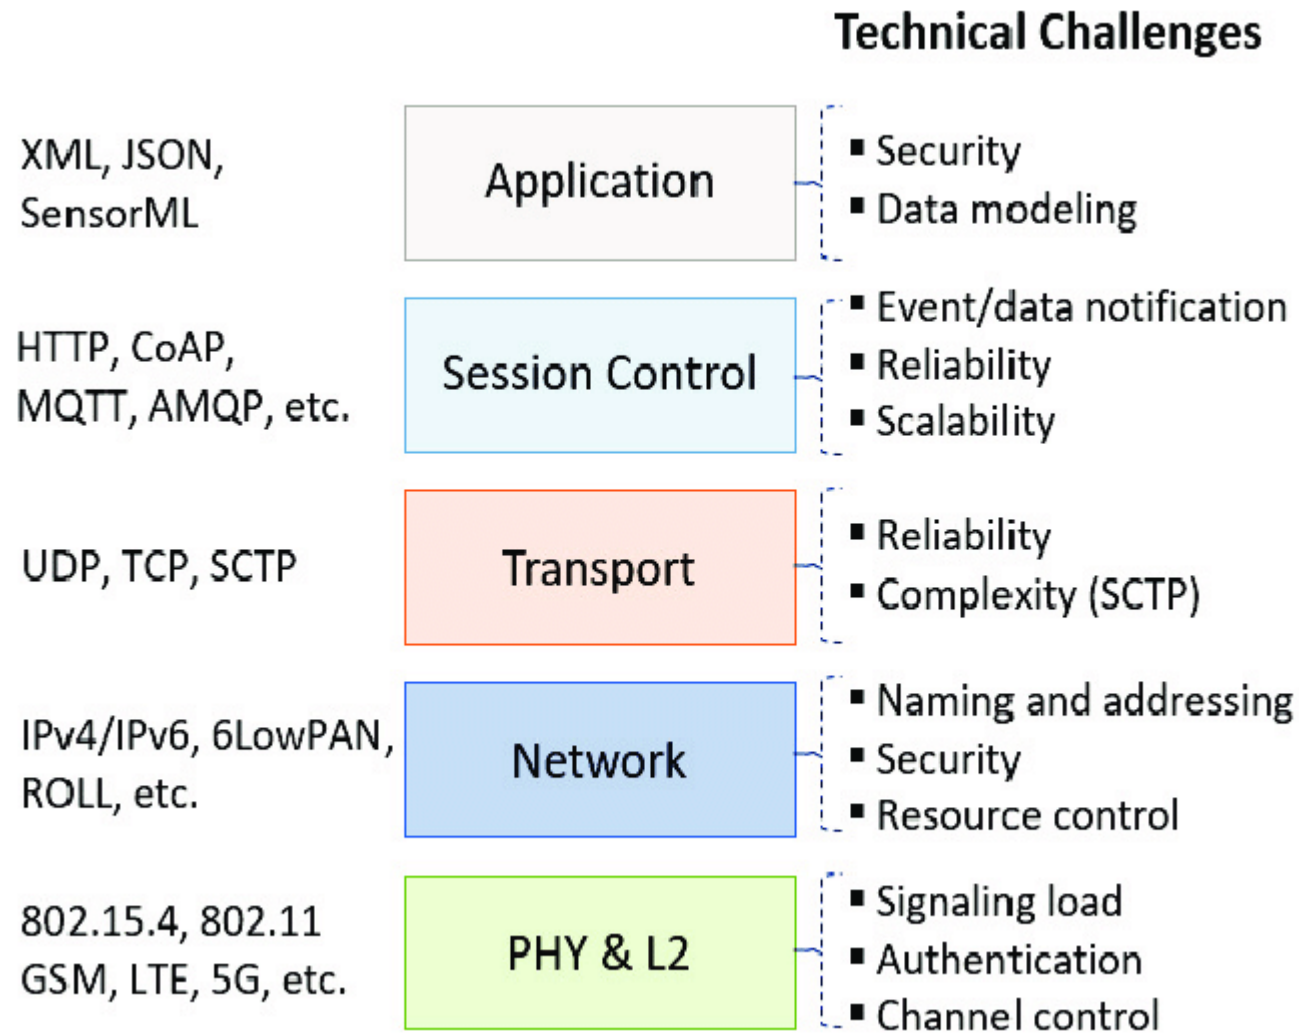 Technical Challenges
XML, JSON,
SensorML
Application
▪ Security
▪ Data modeling
HTTP, CoAP,
MQTT, AMQP, etc.
Session Control
▪ Event/data notification
▪ Reliability
▪ Scalability
UDP, TCP, SCTP
Transport
▪ Reliability
▪ Complexity (SCTP)
IPv4/IPv6, 6LowPAN,
ROLL, etc.
Network
▪ Naming and addressing
▪ Security
▪ Resource control
802.15.4, 802.11
GSM, LTE, 5G, etc.
PHY & L2
▪ Signaling load
▪ Authentication
▪ Channel control